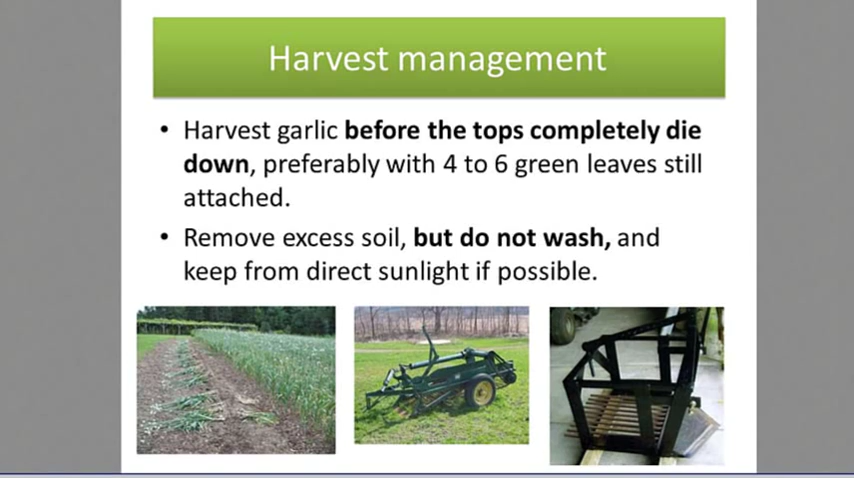 Harvest management
• Harvest garlic before the tops completely die
down, preferably with 4 to 6 green leaves still
attached.
• Remove excess soil, but do not wash, and
keep from direct sunlight if possible.